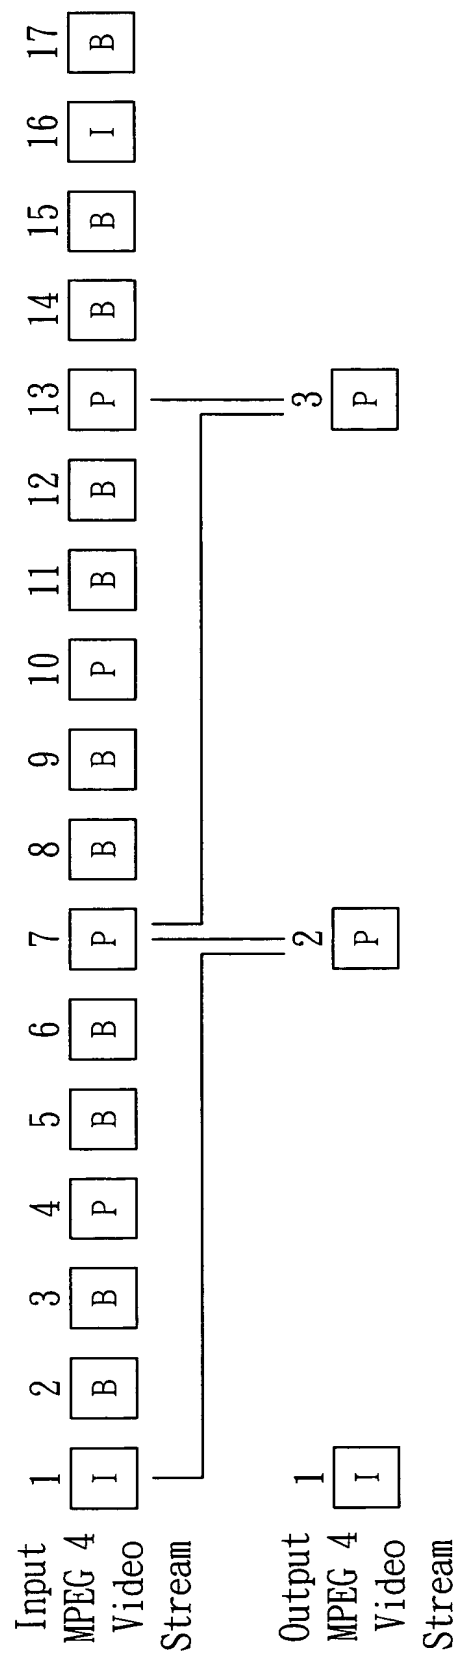 Input
MPEG 4
Video
Stream
1 2 3 4 5 6 7 8 9 10 11 12 13 14 15 16 17
I B B P B B P B B P B B P B B I B
Output
MPEG 4
Video
Stream
1 2 3
I P P